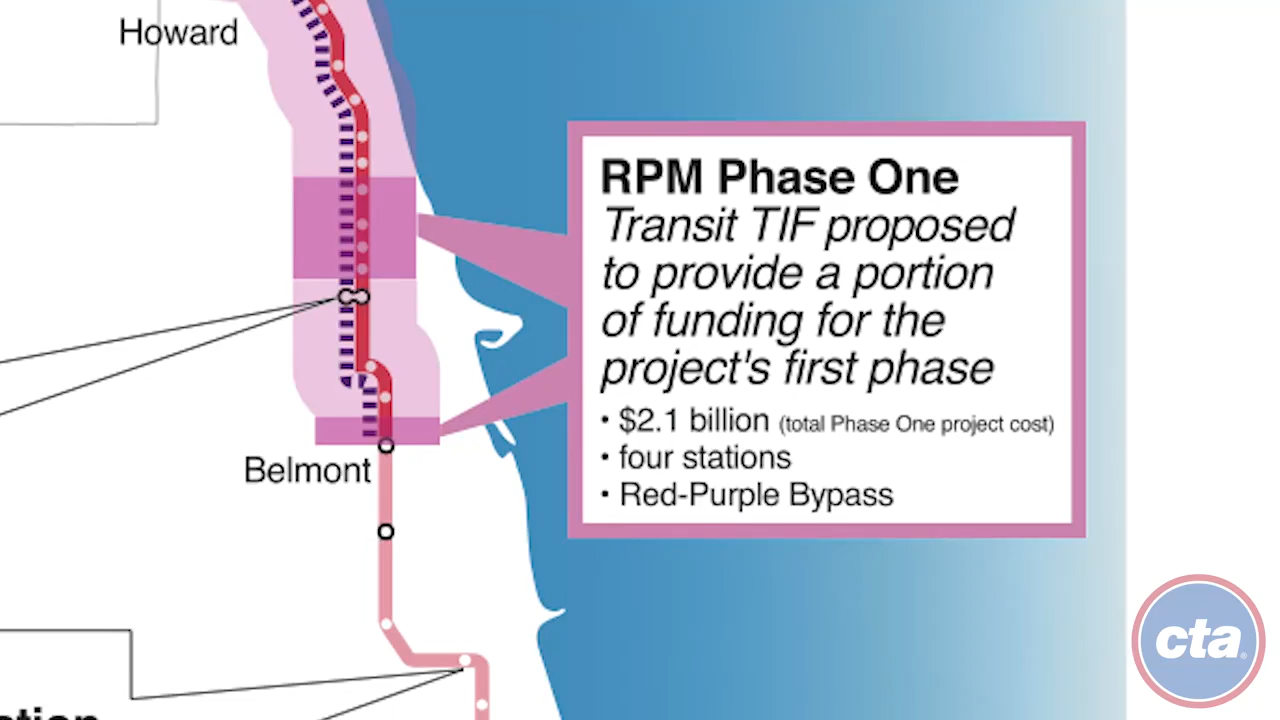 Howard
RPM Phase One
Transit TIF proposed
to provide a portion
of funding for the
project's first phase
• $2.1 billion (total Phase One project cost)
• four stations
• Red-Purple Bypass
Belmont
cta